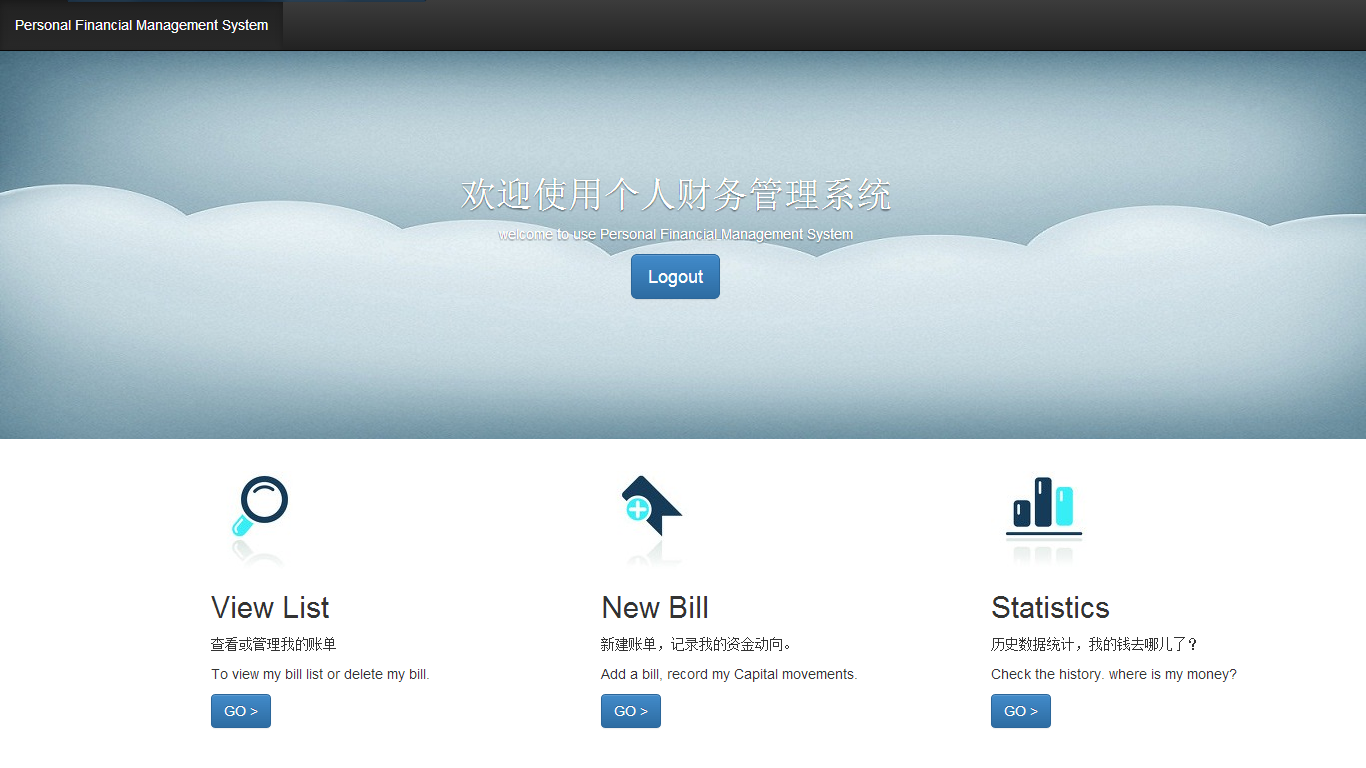 Personal Financial Management System
欢迎使用个人财务管理系统
welcome to use Personal Financial Management System
Logout
View List
查看或管理我的账单
To view my bill list or delete my bill.
GO >
New Bill
新建账单，记录我的资金动向。
Add a bill, record my Capital movements.
GO >
Statistics
历史数据统计，我的钱去哪儿了？
Check the history. where is my money?
GO >